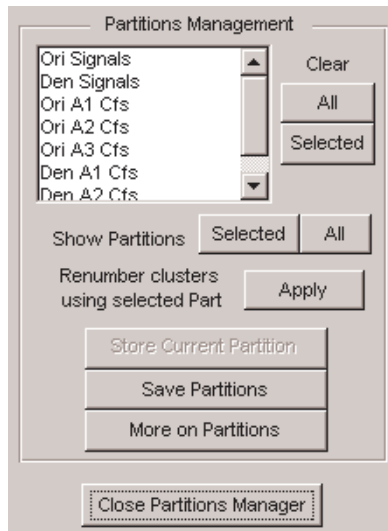 Partitions Management
Ori Signals
Den Signals
Ori A1 Cfs
Ori A2 Cfs
Ori A3 Cfs
Den A1 Cfs
Den A2 Cfs
Clear
All
Selected
Show Partitions Selected All
Renumber clusters
using selected Part
Apply
Store Current Partition
Save Partitions
More on Partitions
Close Partitions Manager